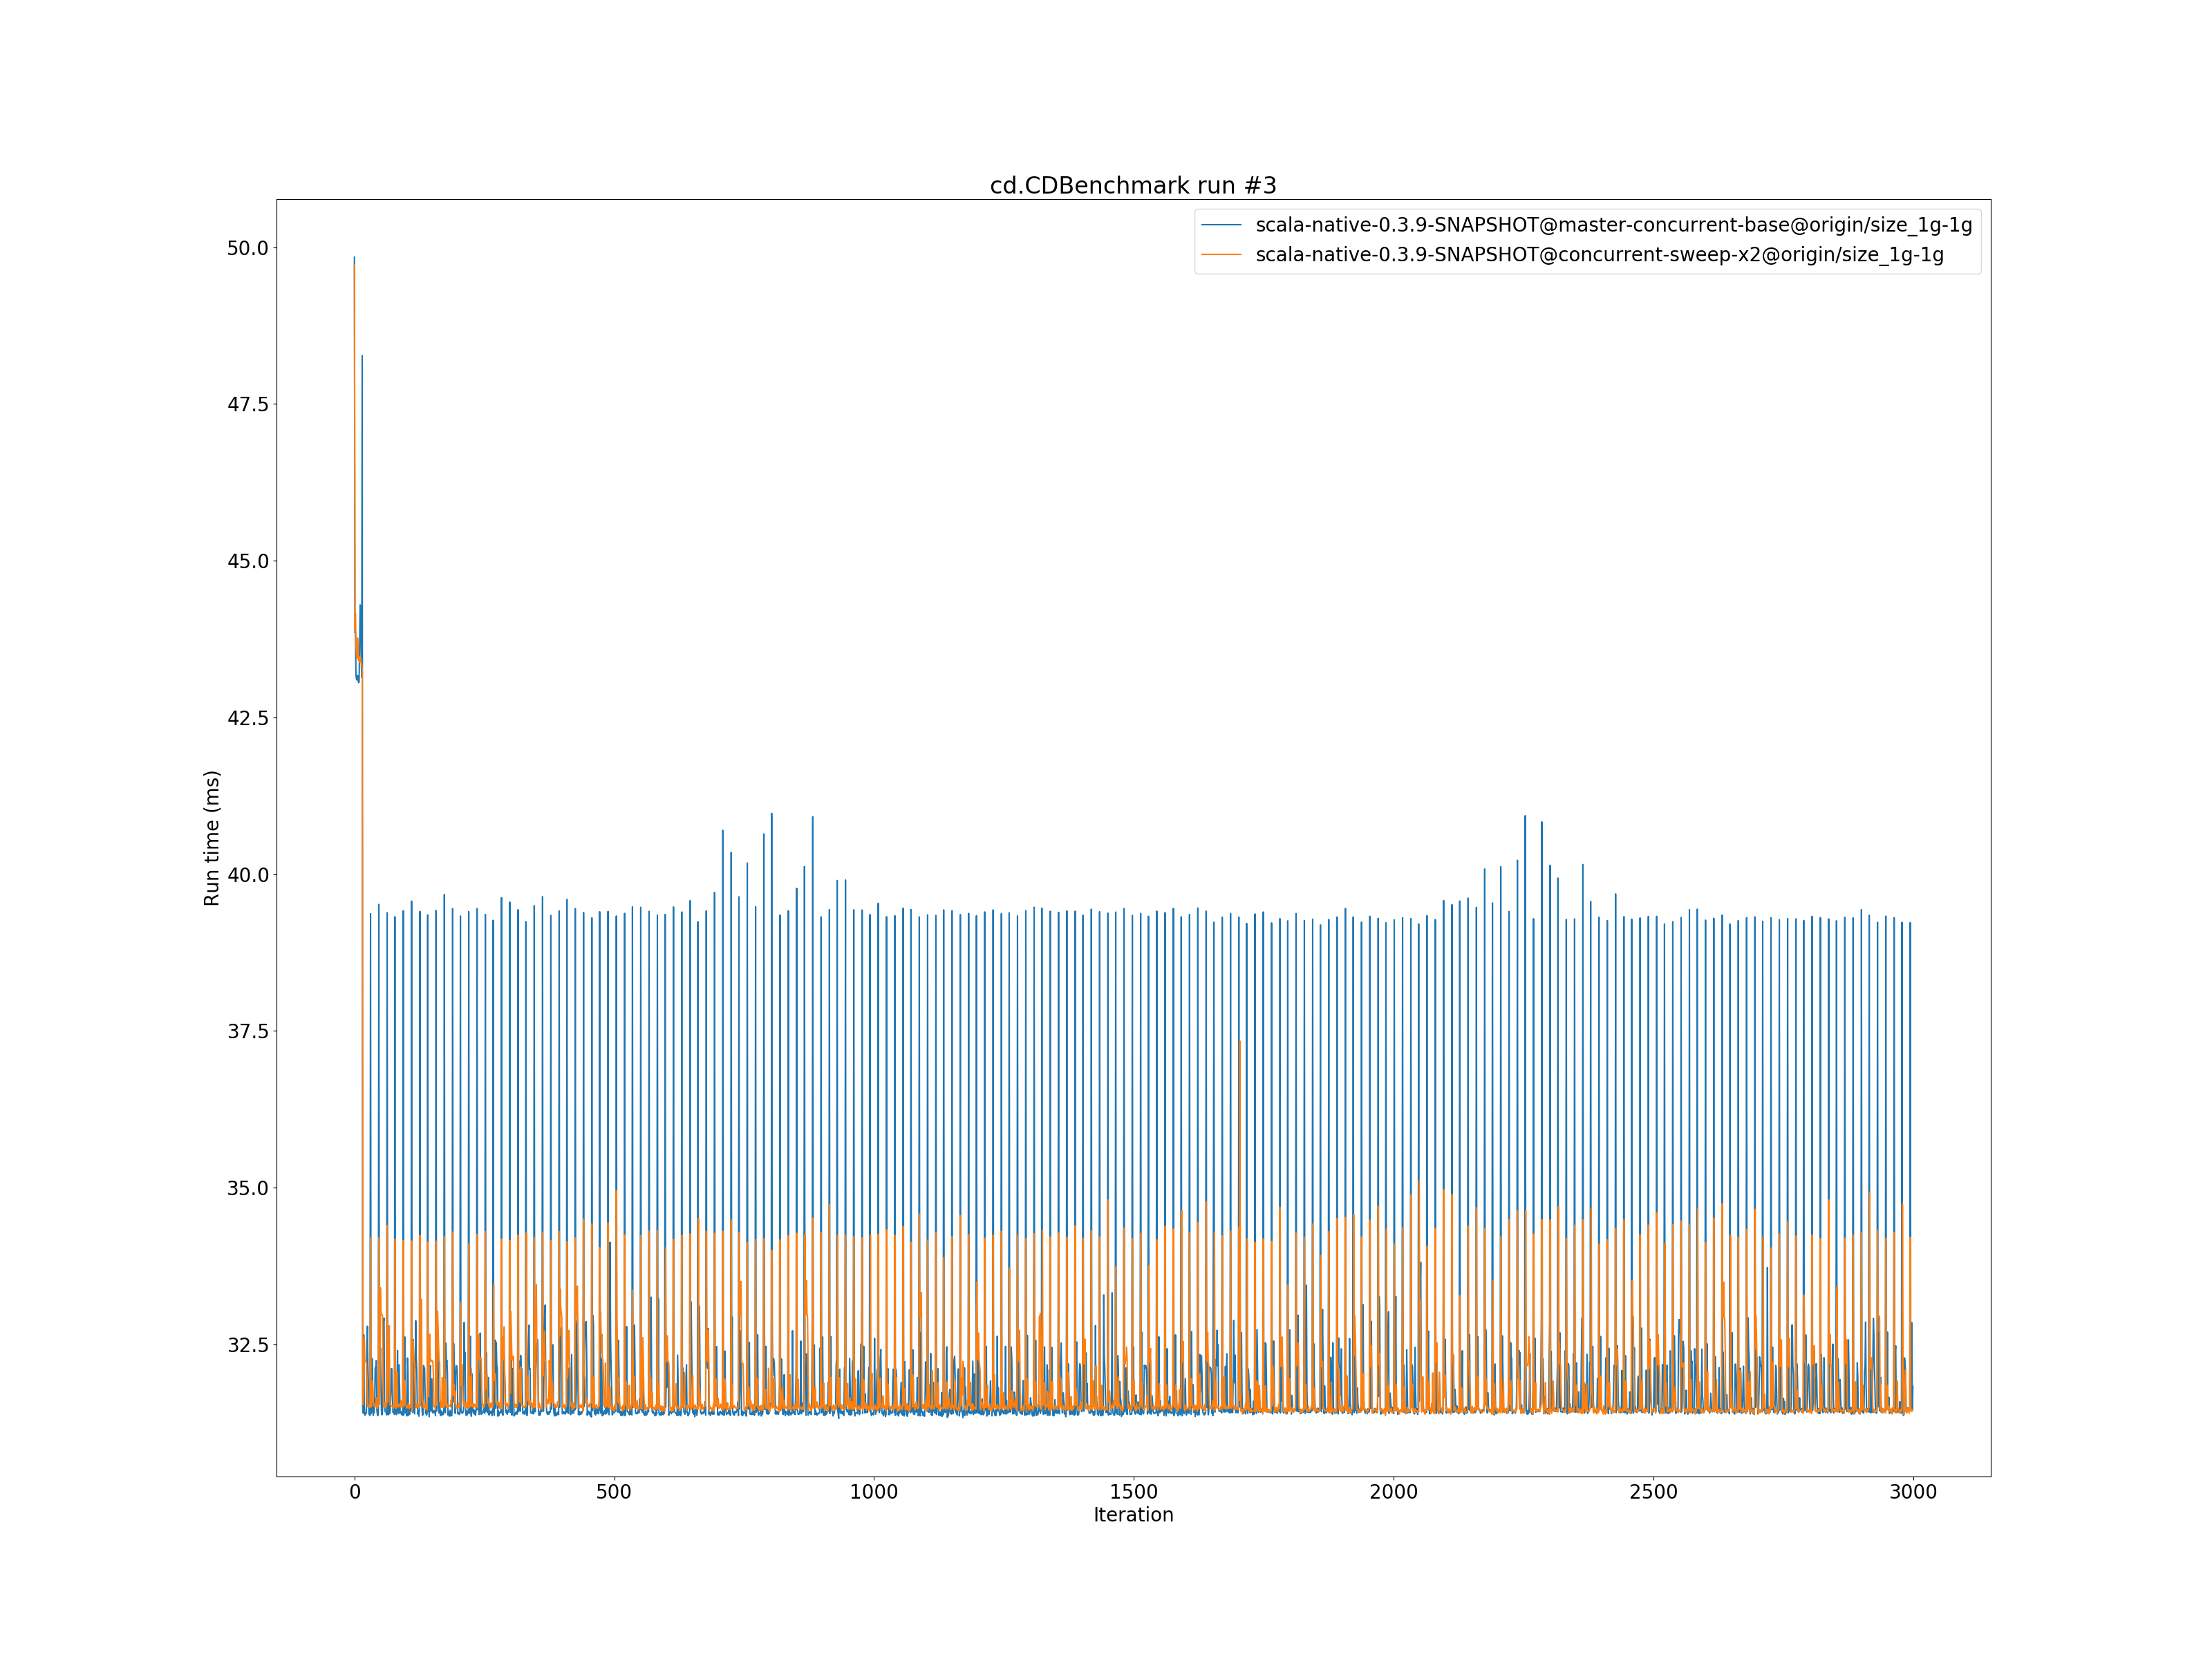 cd.CDBenchmark run #3
scala-native-0.3.9-SNAPSHOT@master-concurrent-base@origin/size_1g-1g
scala-native-0.3.9-SNAPSHOT@concurrent-sweep-x2@origin/size_1g-1g
50.0
47.5
45.0
42.5
40.0
37.5
35.0
32.5
Run time (ms)
0 500 1000 1500 2000 2500 3000
Iteration